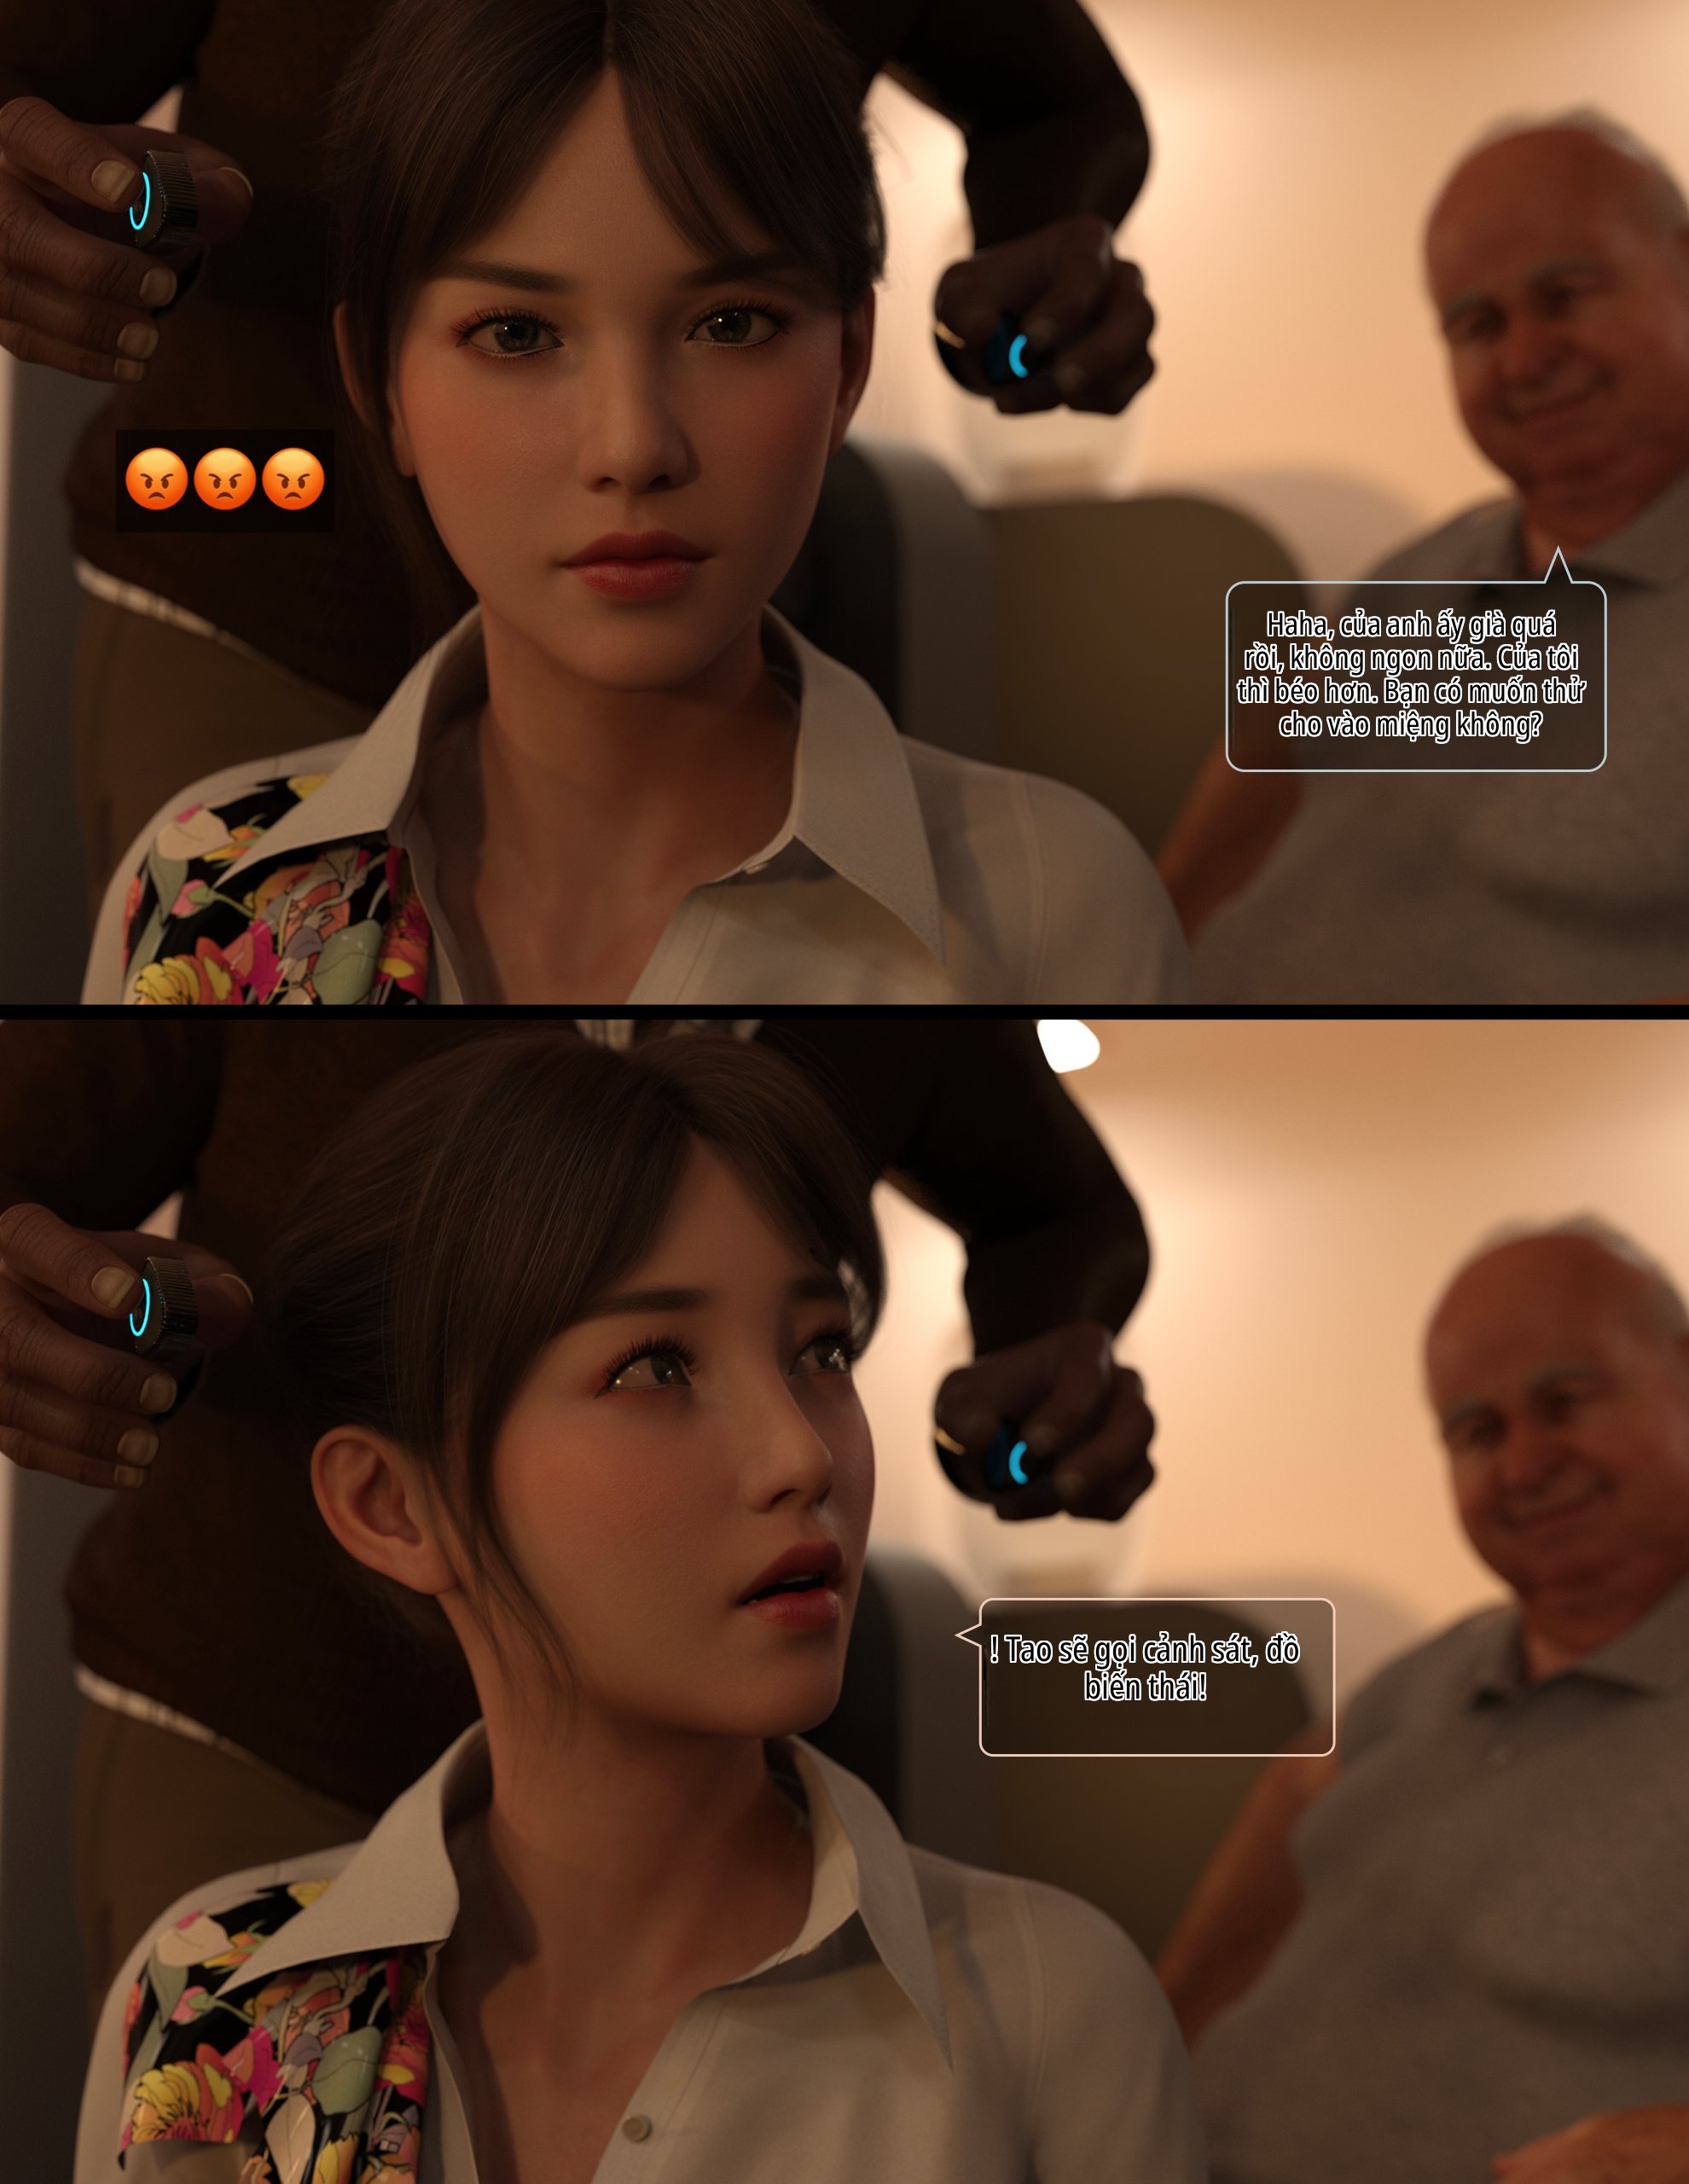 😡😡😡
Haha, của anh ấy già quá
rồi, không ngon nữa. Của tôi
thì béo hơn. Bạn có muốn thử
cho vào miệng không?
! Tao sẽ gọi cảnh sát, đồ
biến thái!